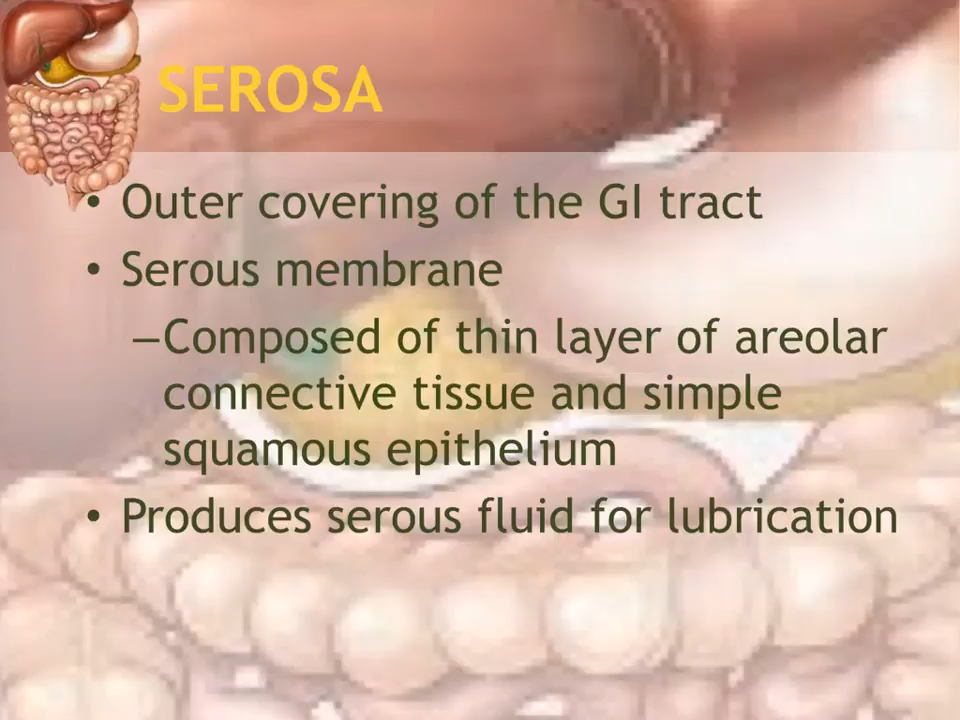 SEROSA
• Outer covering of the GI tract
• Serous membrane
–Composed of thin layer of areolar
connective tissue and simple
squamous epithelium
• Produces serous fluid for lubrication